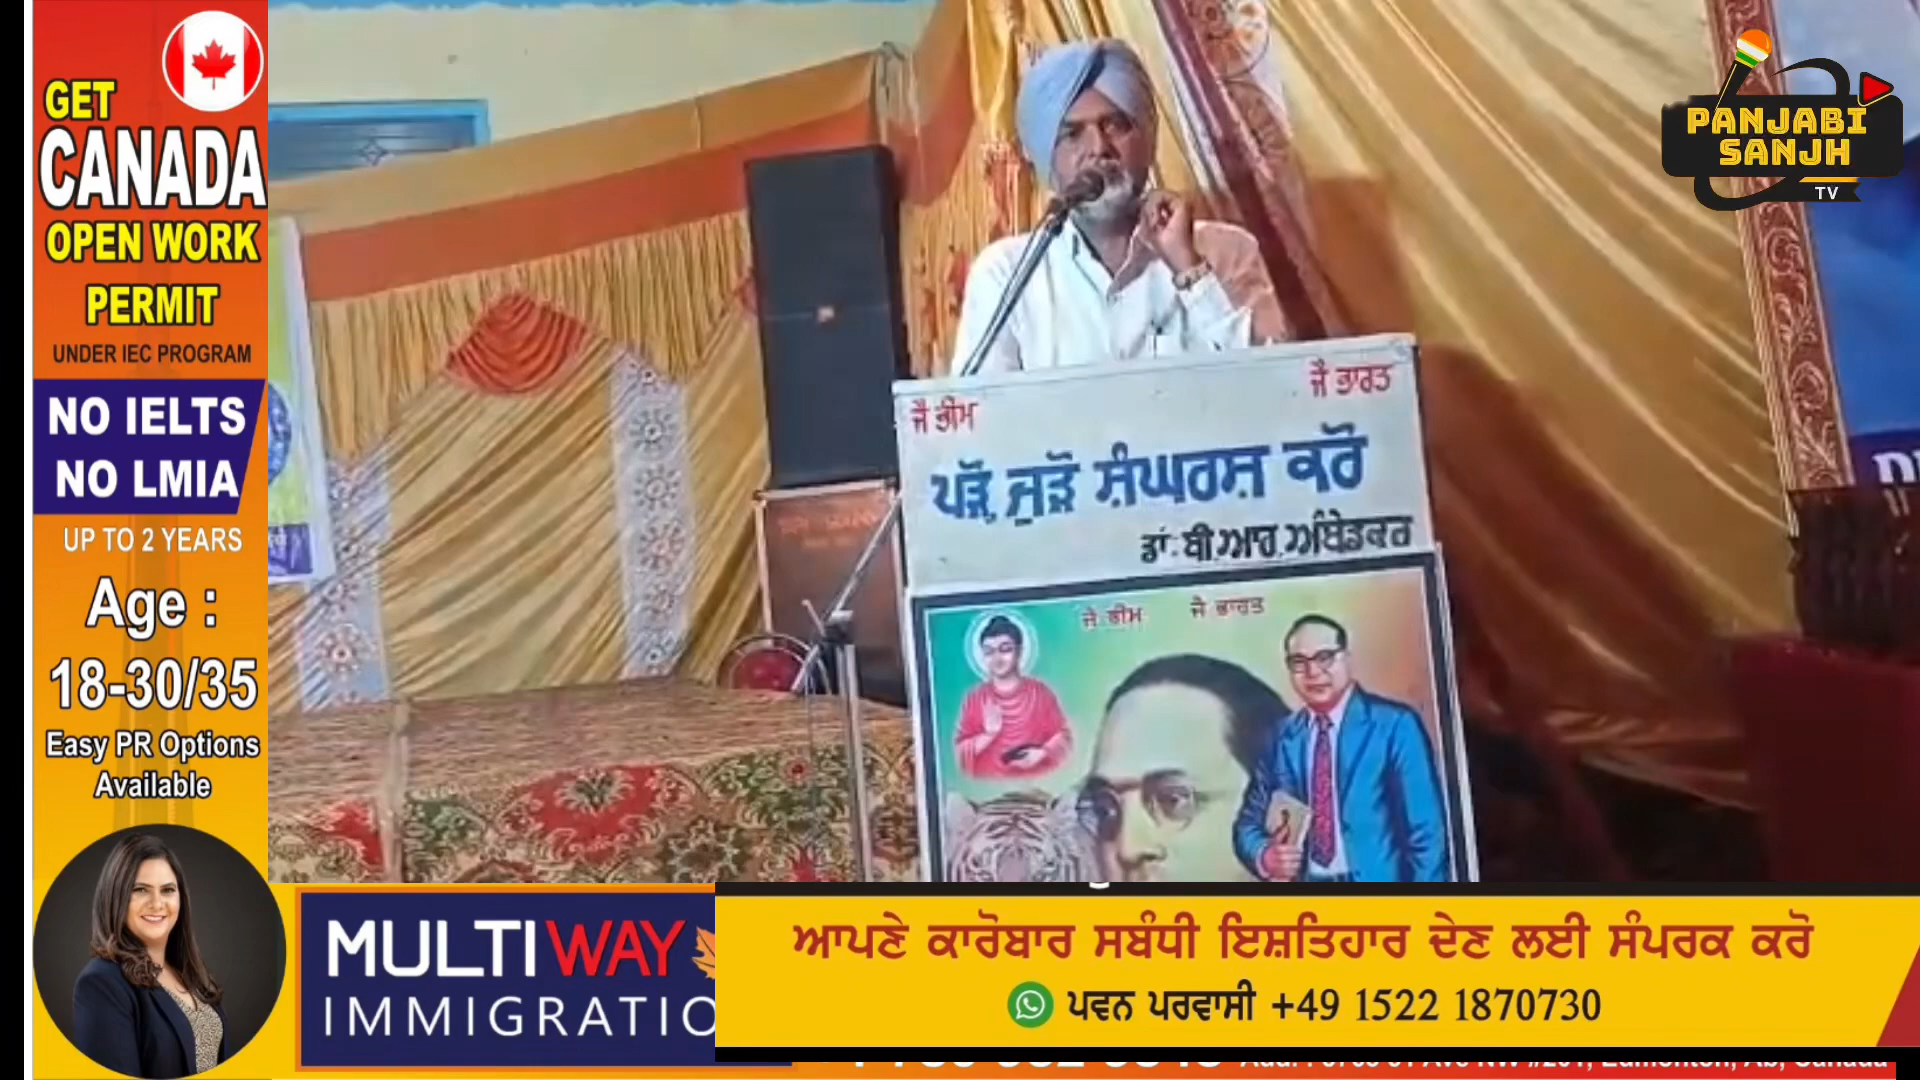 GET
CANADA
OPEN WORK
PERMIT
UNDER IEC PROGRAM
NO IELTS
NO LMIA
UP TO 2 YEARS
Age :
18-30/35
Easy PR Options
Available
PANJABI
SANJH
TV
ਜੈ ਭੀਮ
ਜੈ ਭਾਰਤ
ਪੜ੍ਹੋ ਜੁੜੋ ਸੰਘਰਸ਼ ਕਰੋ
ਡਾਂ. ਬੀ.ਆਰ.ਅੰਬੇਡਕਰ
ਜੈ ਭੀਮ ਜੈ ਭਾਰਤ
MULTIWAY
IMMIGRATIO
ਆਪਣੇ ਕਾਰੋਬਾਰ ਸਬੰਧੀ ਇਸ਼ਤਿਹਾਰ ਦੇਣ ਲਈ ਸੰਪਰਕ ਕਰੋ
ਪਵਨ ਪਰਵਾਸੀ +49 1522 1870730